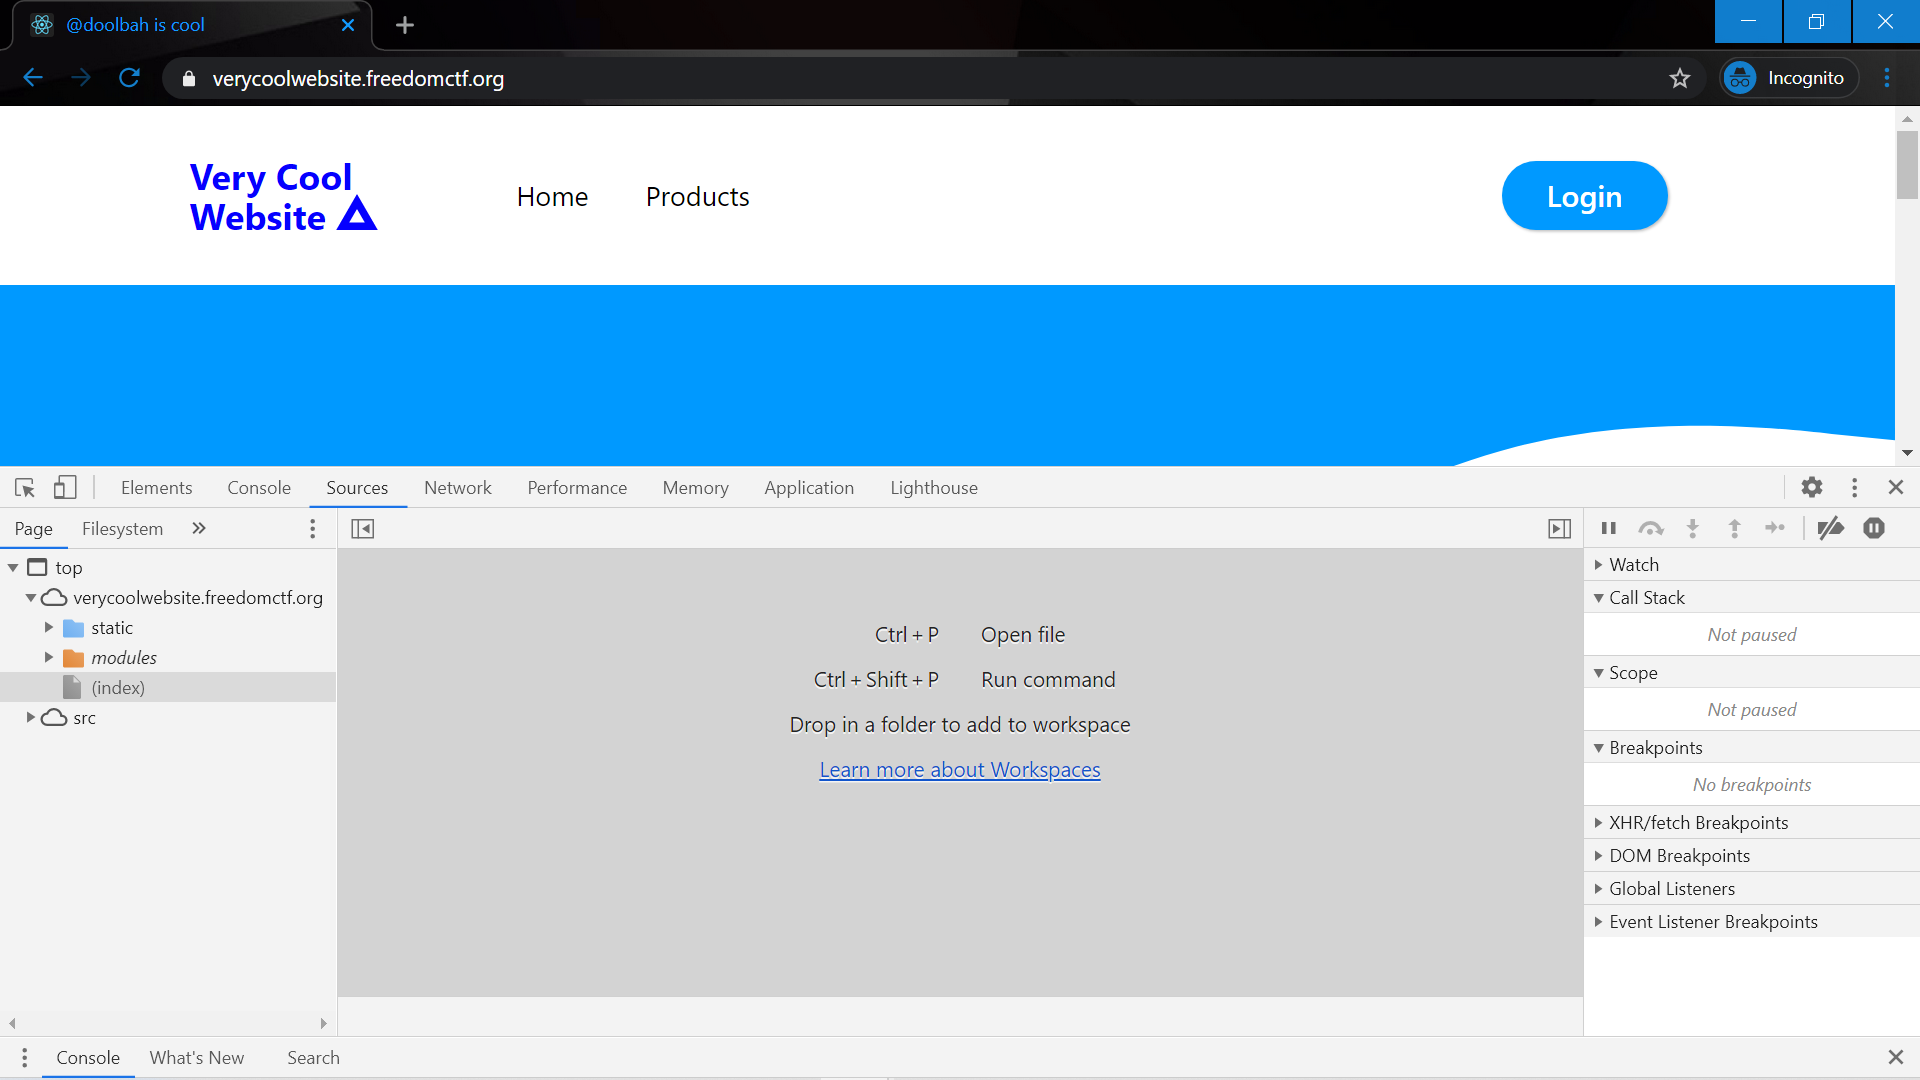 @doolbah is cool
verycoolwebsite.freedomctf.org
Incognito
Very Cool
Website
Home
Products
Login
Elements
Console
Sources
Network
Performance
Memory
Application
Lighthouse
Page
Filesystem
top
verycoolwebsite.freedomctf.org
static
modules
(index)
src
Ctrl + P Open file
Ctrl + Shift + P Run command
Drop in a folder to add to workspace
Learn more about Workspaces
Watch
Call Stack
Not paused
Scope
Not paused
Breakpoints
No breakpoints
XHR/fetch Breakpoints
DOM Breakpoints
Global Listeners
Event Listener Breakpoints
Console
What's New
Search